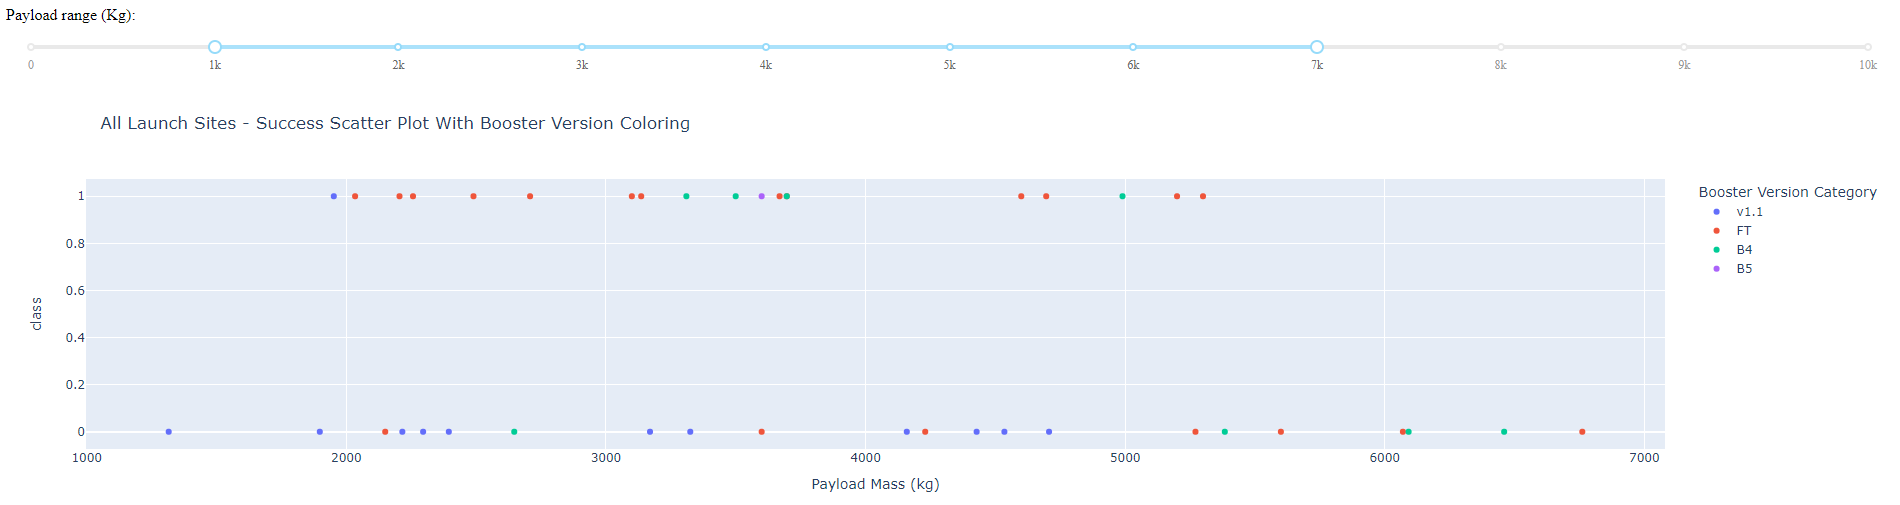 Payload range (Kg):
0 1k 2k 3k 4k 5k 6k 7k 8k 9k 10k
All Launch Sites - Success Scatter Plot With Booster Version Coloring
Booster Version Category
v1.1
FT
B4
B5
class
1
0.8
0.6
0.4
0.2
0
1000 2000 3000 4000 5000 6000 7000
Payload Mass (kg)